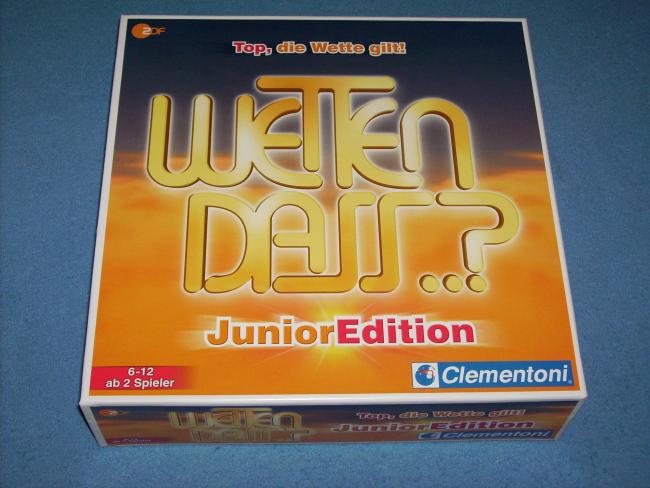 ZDF
Top, die Wette gilt!
WETTEN
DASS..?
JuniorEdition
6-12
ab 2 Spieler
Clementoni
WETTEN
DASS..?
Top, die Wette gilt!
JuniorEdition
Clementoni